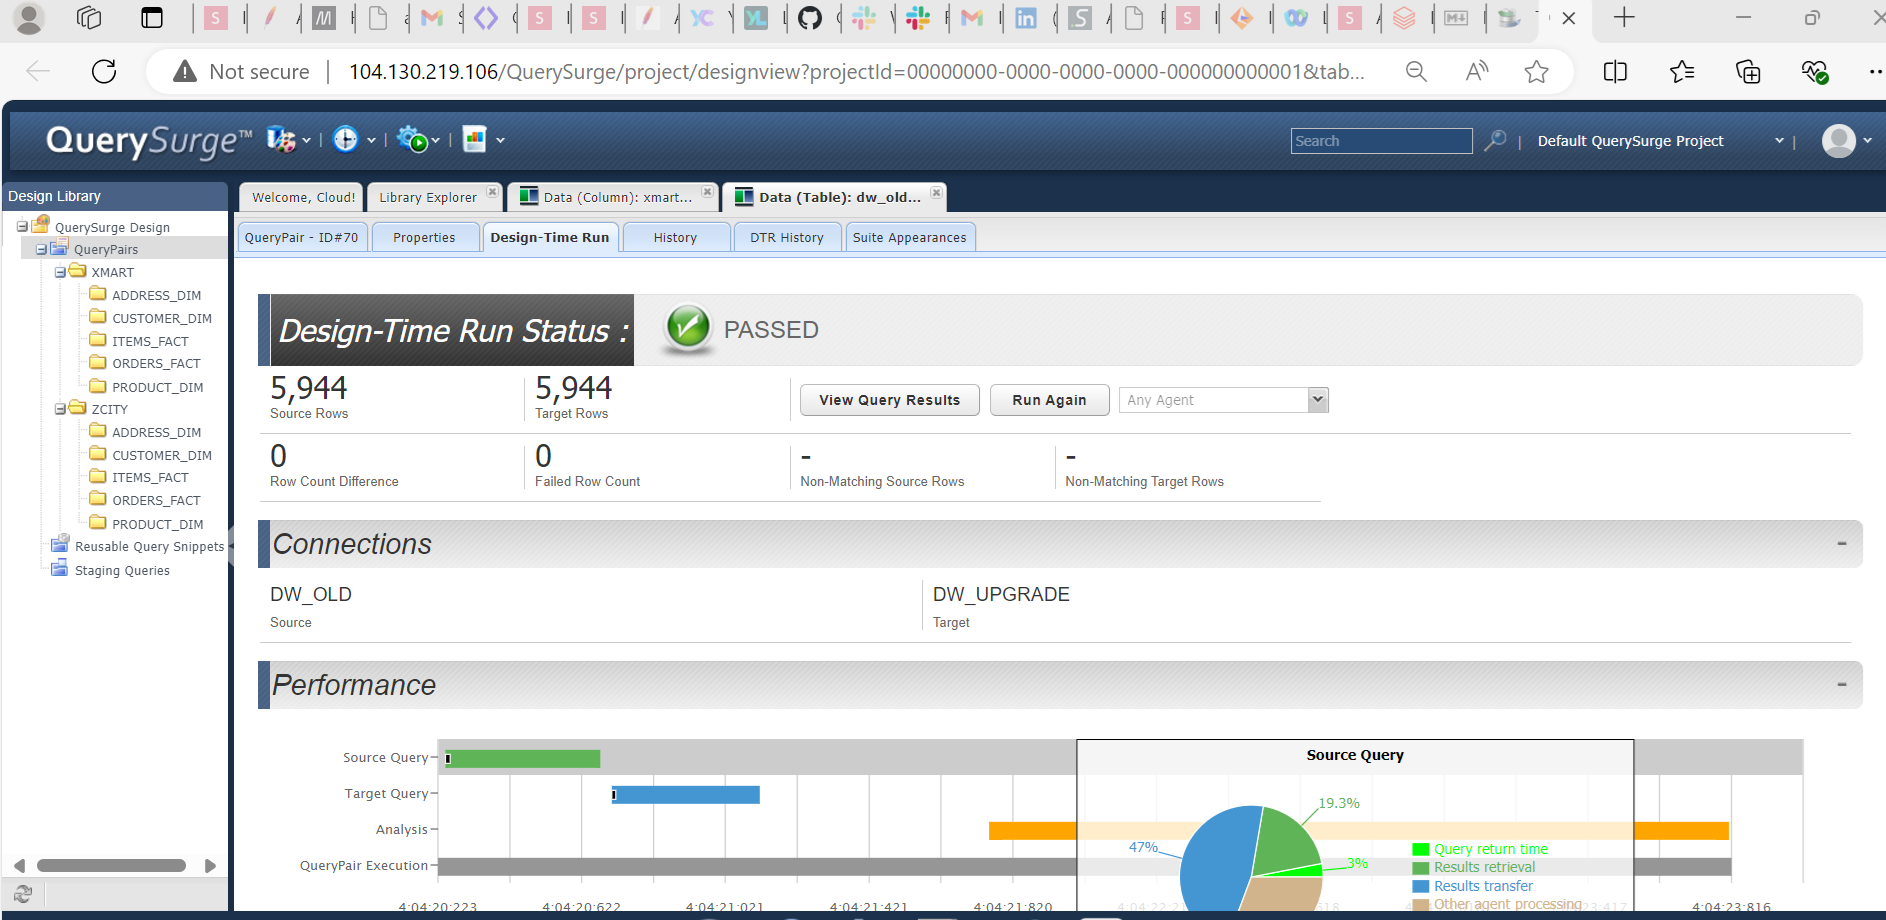 Not secure
104.130.219.106/QuerySurge/project/designview?projectId=00000000-0000-0000-0000-000000000001&tab...
QuerySurge™
Search
Default QuerySurge Project
Design Library
QuerySurge Design
QueryPairs
XMART
ADDRESS_DIM
CUSTOMER_DIM
ITEMS_FACT
ORDERS_FACT
PRODUCT_DIM
ZCITY
ADDRESS_DIM
CUSTOMER_DIM
ITEMS_FACT
ORDERS_FACT
PRODUCT_DIM
Reusable Query Snippets
Staging Queries
Welcome, Cloud!
Library Explorer
Data (Column): xmart...
Data (Table): dw_old...
QueryPair - ID#70
Properties
Design-Time Run
History
DTR History
Suite Appearances
Design-Time Run Status :
PASSED
5,944
Source Rows
5,944
Target Rows
View Query Results
Run Again
Any Agent
0
Row Count Difference
0
Failed Row Count
-
Non-Matching Source Rows
-
Non-Matching Target Rows
Connections
DW_OLD
Source
DW_UPGRADE
Target
Performance
Source Query
Target Query
Analysis
QueryPair Execution
4:04:20:223
4:04:20:622
4:04:21:021
4:04:21:421
4:04:21:820
4:04:23:816
Source Query
19.3%
47%
3%
Query return time
Results retrieval
Results transfer
Other agent processing